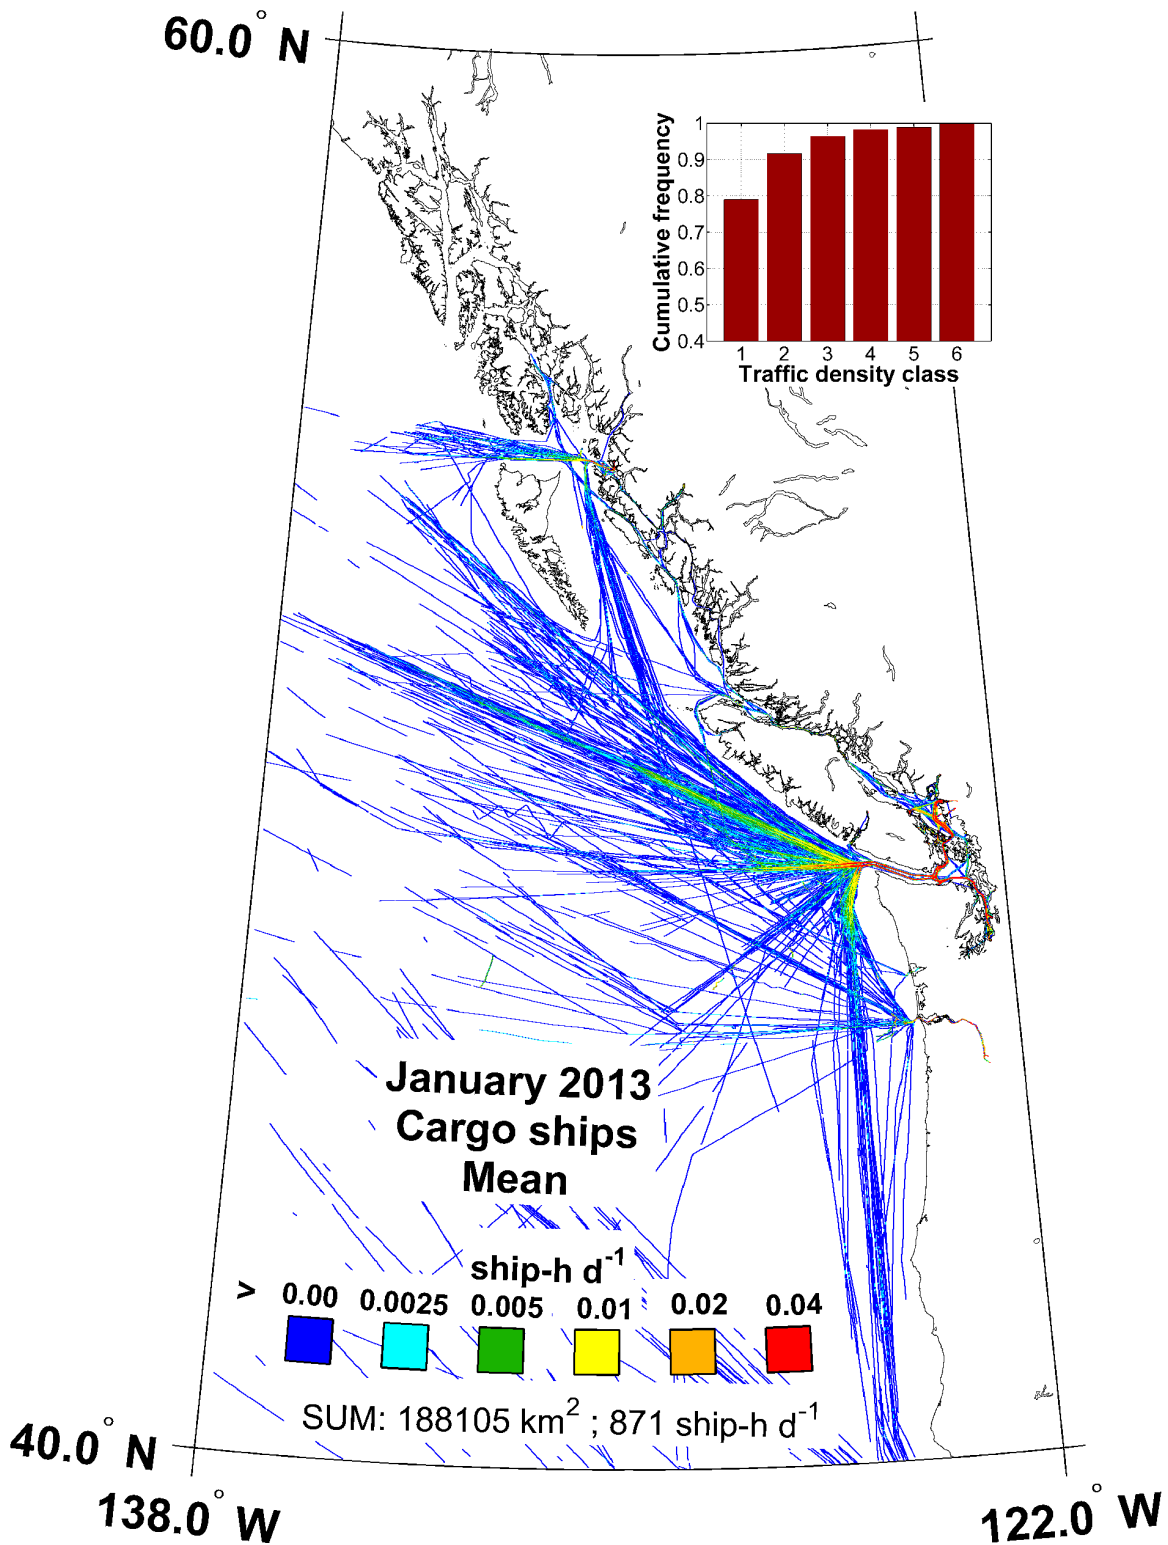 60.0° N
Cumulative frequency
1
0.9
0.8
0.7
0.6
0.5
0.4
1 2 3 4 5 6
Traffic density class
January 2013
Cargo ships
Mean
ship-h d⁻¹
> 0.00 0.0025 0.005 0.01 0.02 0.04
SUM: 188105 km² ; 871 ship-h d⁻¹
40.0° N
138.0° W
122.0° W